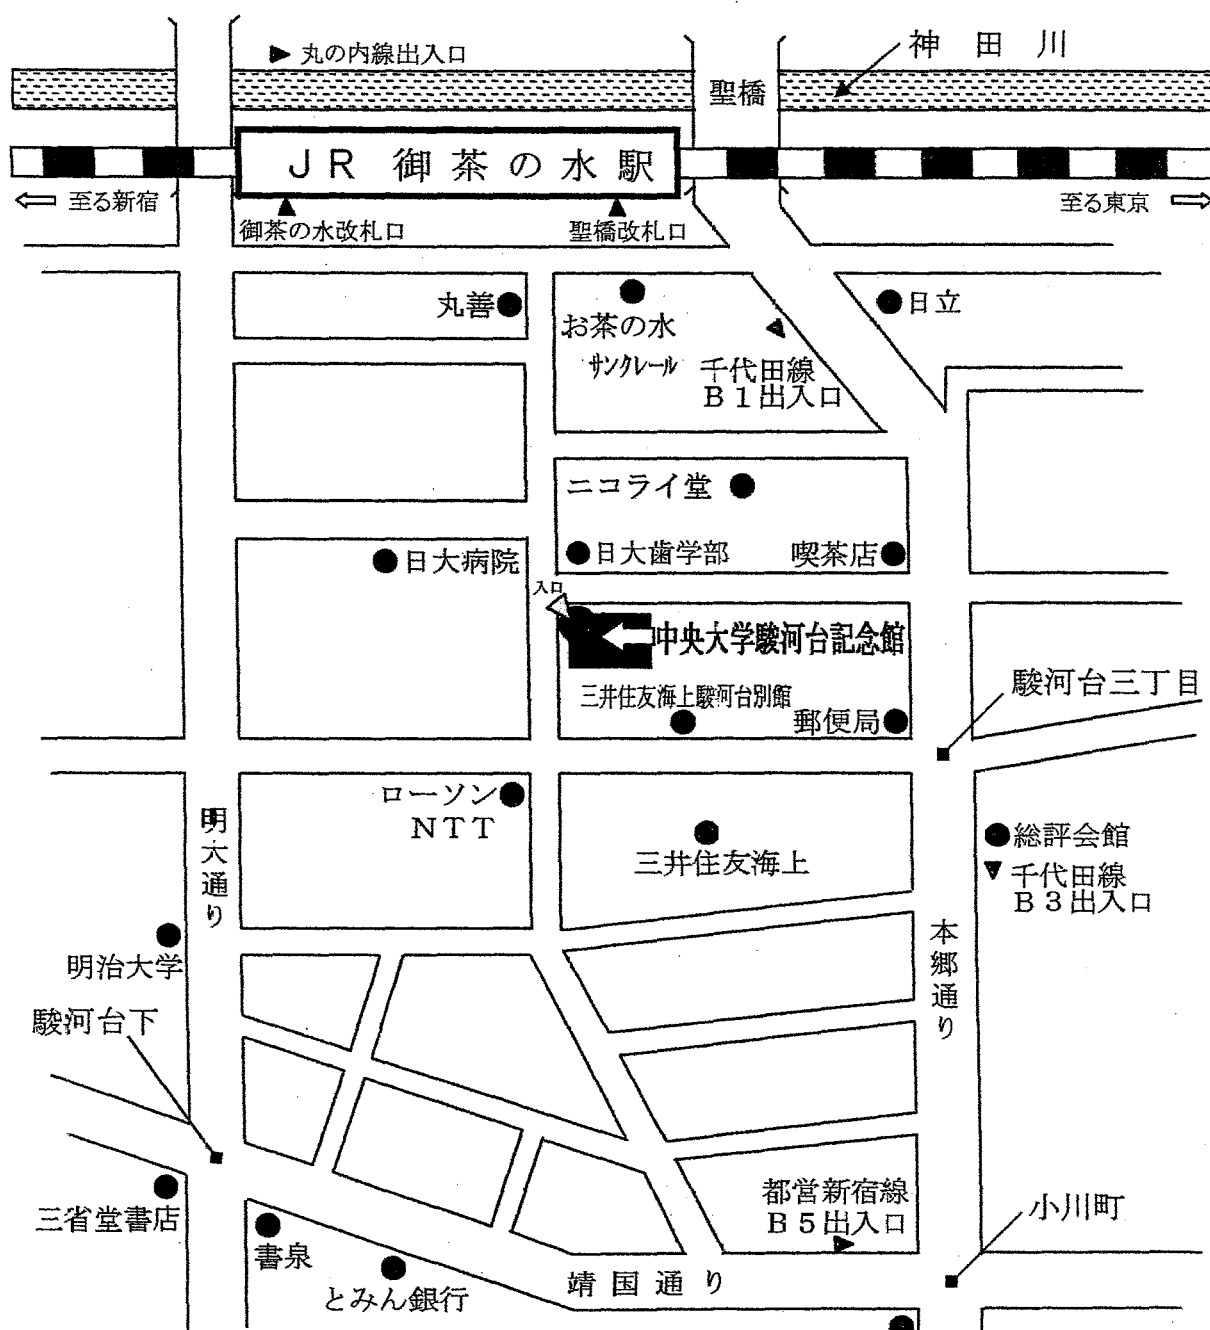 丸の内線出入口
神田川
聖橋
JR 御茶の水駅
至る新宿
至る東京
御茶の水改札口
聖橋改札口
丸善
お茶の水
サンクレール
千代田線
B1出入口
日立
ニコライ堂
日大歯学部
喫茶店
日大病院
入口
中央大学駿河台記念館
三井住友海上駿河台別館
郵便局
駿河台三丁目
ローソン
NTT
三井住友海上
総評会館
千代田線
B3出入口
明大通り
本郷通り
明治大学
駿河台下
三省堂書店
書泉
とみん銀行
都営新宿線
B5出入口
小川町
靖国通り